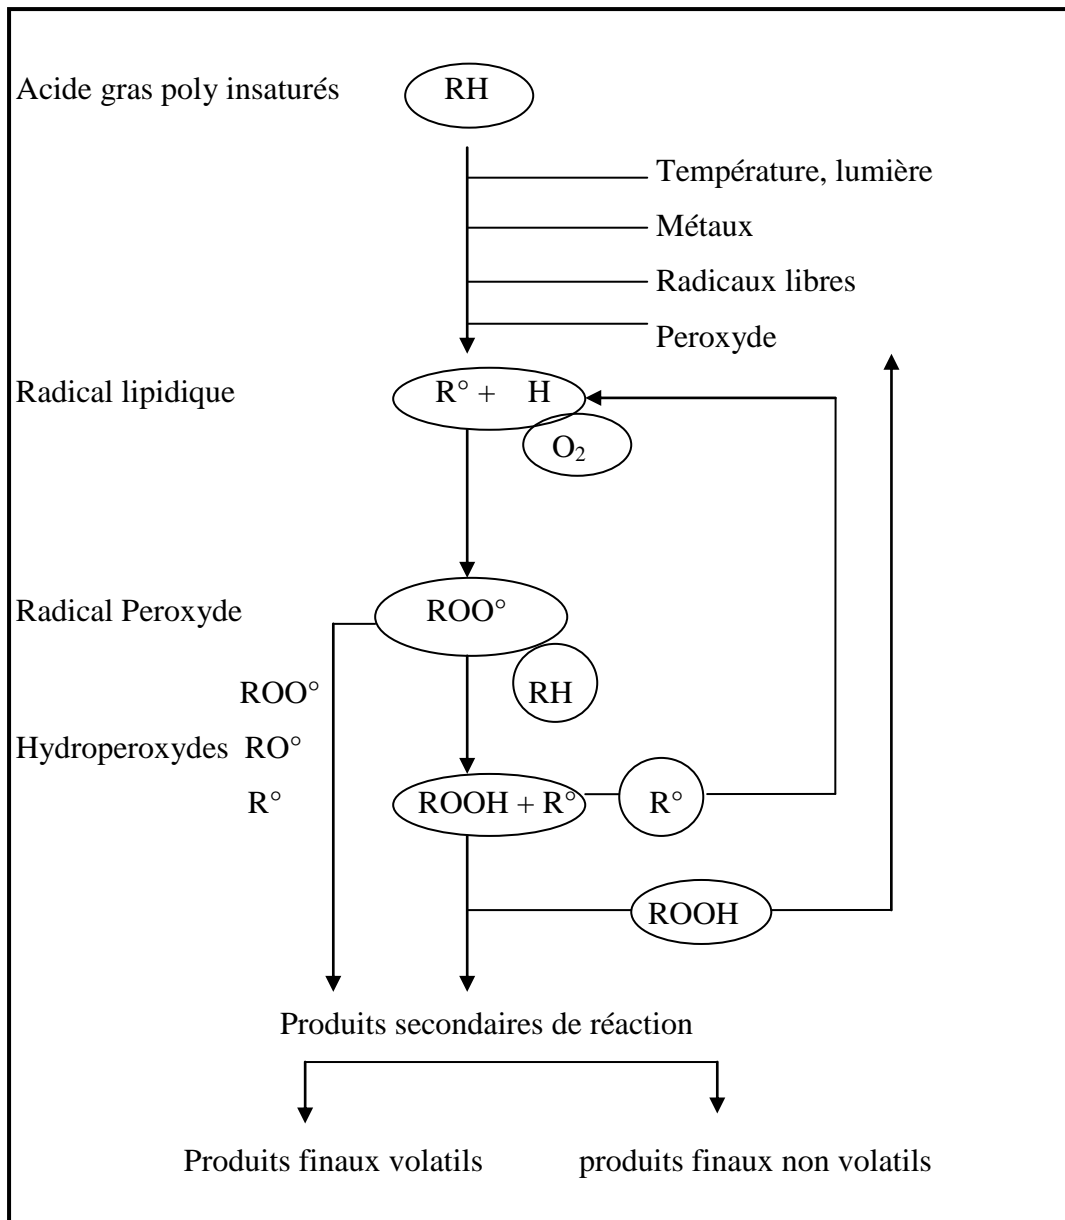 Acide gras poly insaturés RH
Température, lumière
Métaux
Radicaux libres
Peroxyde
Radical lipidique R° + H
O₂
Radical Peroxyde ROO°
ROO° RH
Hydroperoxydes RO°
R° ROOH + R° R°
ROOH
Produits secondaires de réaction
Produits finaux volatils produits finaux non volatils